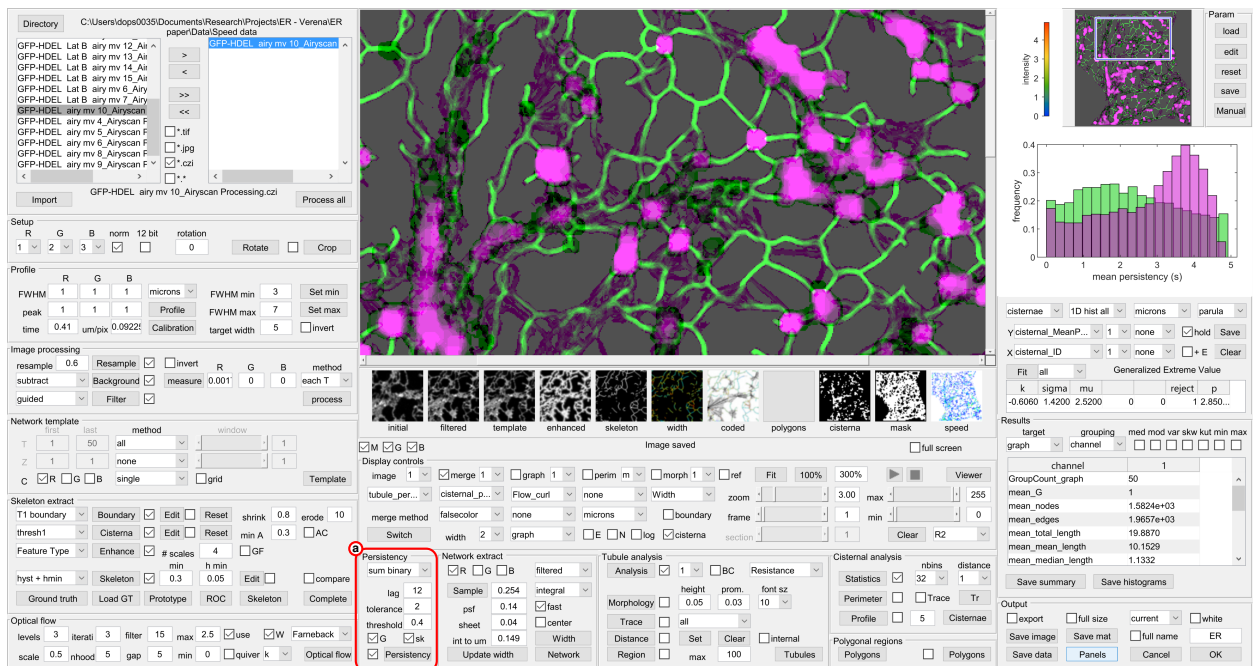 Directory
C:\Users\dops0035\Documents\Research\Projects\ER - Verena\ER
paper\Data\Speed data
GFP-HDEL Lat B airy mv 12_Air
GFP-HDEL Lat B airy mv 13_Air
GFP-HDEL Lat B airy mv 14_Air
GFP-HDEL Lat B airy mv 15_Air
GFP-HDEL Lat B airy mv 6_Airy
GFP-HDEL Lat B airy mv 7_Airy
GFP-HDEL airy mv 10_Airyscan
GFP-HDEL airy mv 4_Airyscan F
GFP-HDEL airy mv 5_Airyscan F
GFP-HDEL airy mv 6_Airyscan F
GFP-HDEL airy mv 8_Airyscan F
GFP-HDEL airy mv 9_Airyscan F
>
<
>>
<<
*.tif
*.jpg
*.czi
*.*
GFP-HDEL airy mv 10_Airyscan
GFP-HDEL airy mv 10_Airyscan Processing.czi
Import
Process all
Setup
R G B norm 12 bit rotation
1 2 3 0 Rotate Crop
Profile
R G B
FWHM 1 1 1 microns FWHM min 3 Set min
peak 1 1 1 Profile FWHM max 7 Set max
time 0.41 um/pix 0.09225 Calibration target width 5 invert
Image processing
resample 0.6 Resample invert R G B method
subtract Background measure 0.001 0 0 each T
guided Filter process
Network template
first last method window
T 1 50 all 1
Z 1 1 none 1
C R G B single grid Template
Skeleton extract
T1 boundary Boundary Edit Reset shrink 0.8 erode 10
thresh1 Cisterna Edit Reset min A 0.3 AC
Feature Type Enhance # scales 4 GF
min h min
hyst + hmin Skeleton 0.3 0.05 Edit compare
Ground truth Load GT Prototype ROC Skeleton Complete
Optical flow
levels 3 iterati 3 filter 15 max 2.5 use W Farneback
scale 0.5 nhood 5 gap 5 min 0 quiver k Optical flow
initial filtered template enhanced skeleton width coded polygons cisterna mask speed
M G B Image saved full screen
Display controls
image 1 merge 1 graph 1 perim m morph 1 ref Fit 100% 300% Viewer
tubule_per... cisternal_p... Flow_curl none Width zoom 3.00 max 255
merge method falsecolor none microns boundary frame 1 min 0
Switch width 2 graph E N log cisterna section 1 Clear R2
a
Persistency
sum binary
lag 12
tolerance 2
threshold 0.4
G sk
Persistency
Network extract
R G B filtered
Sample 0.254 integral
psf 0.14 fast
sheet 0.04 center
int to um 0.149 Width
Update width Network
Tubule analysis
Analysis 1 BC Resistance
height prom. font sz
Morphology 0.05 0.03 10
Trace all
Distance Set Clear internal
Region max 100 Tubules
Cisternal analysis
nbins distance
Statistics 32 1
Perimeter Trace Tr
Profile 5 Cisternae
Polygonal regions
Polygons Polygons
intensity
4
3
2
1
0
Param
load
edit
reset
save
Manual
frequency
0.4
0.3
0.2
0.1
0
0 1 2 3 4 5
mean persistency (s)
cisternae 1D hist all microns parula
Y cisternal_MeanP... 1 none hold Save
X cisternal_ID 1 none + E Clear
Fit all Generalized Extreme Value
k sigma mu reject p
-0.6060 1.4200 2.5200 0 0 1 2.850...
Results
target grouping med mod var skw kut min max
graph channel
channel 1
GroupCount_graph 50
mean_G 1
mean_nodes 1.5824e+03
mean_edges 1.9657e+03
mean_total_length 19.8870
mean_mean_length 10.1529
mean_median_length 1.1332
Save summary Save histograms
Output
export full size current white
Save image Save mat full name ER
Save data Panels Cancel OK